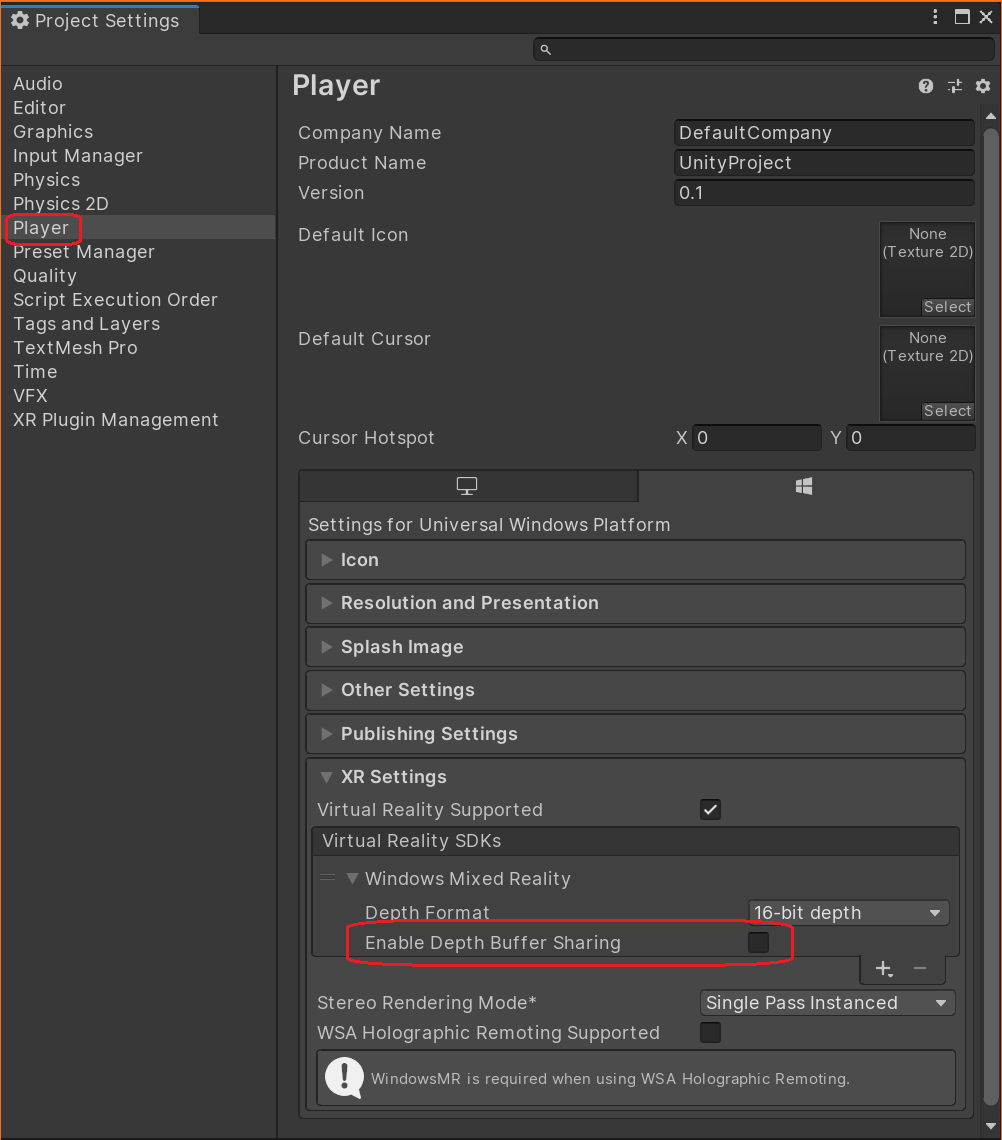 Project Settings
Audio
Editor
Graphics
Input Manager
Physics
Physics 2D
Player
Preset Manager
Quality
Script Execution Order
Tags and Layers
TextMesh Pro
Time
VFX
XR Plugin Management
Player
Company Name DefaultCompany
Product Name UnityProject
Version 0.1
Default Icon
None
(Texture 2D)
Select
Default Cursor
None
(Texture 2D)
Select
Cursor Hotspot X 0 Y 0
Settings for Universal Windows Platform
Icon
Resolution and Presentation
Splash Image
Other Settings
Publishing Settings
XR Settings
Virtual Reality Supported
Virtual Reality SDKs
Windows Mixed Reality
Depth Format 16-bit depth
Enable Depth Buffer Sharing
Stereo Rendering Mode* Single Pass Instanced
WSA Holographic Remoting Supported
WindowsMR is required when using WSA Holographic Remoting.